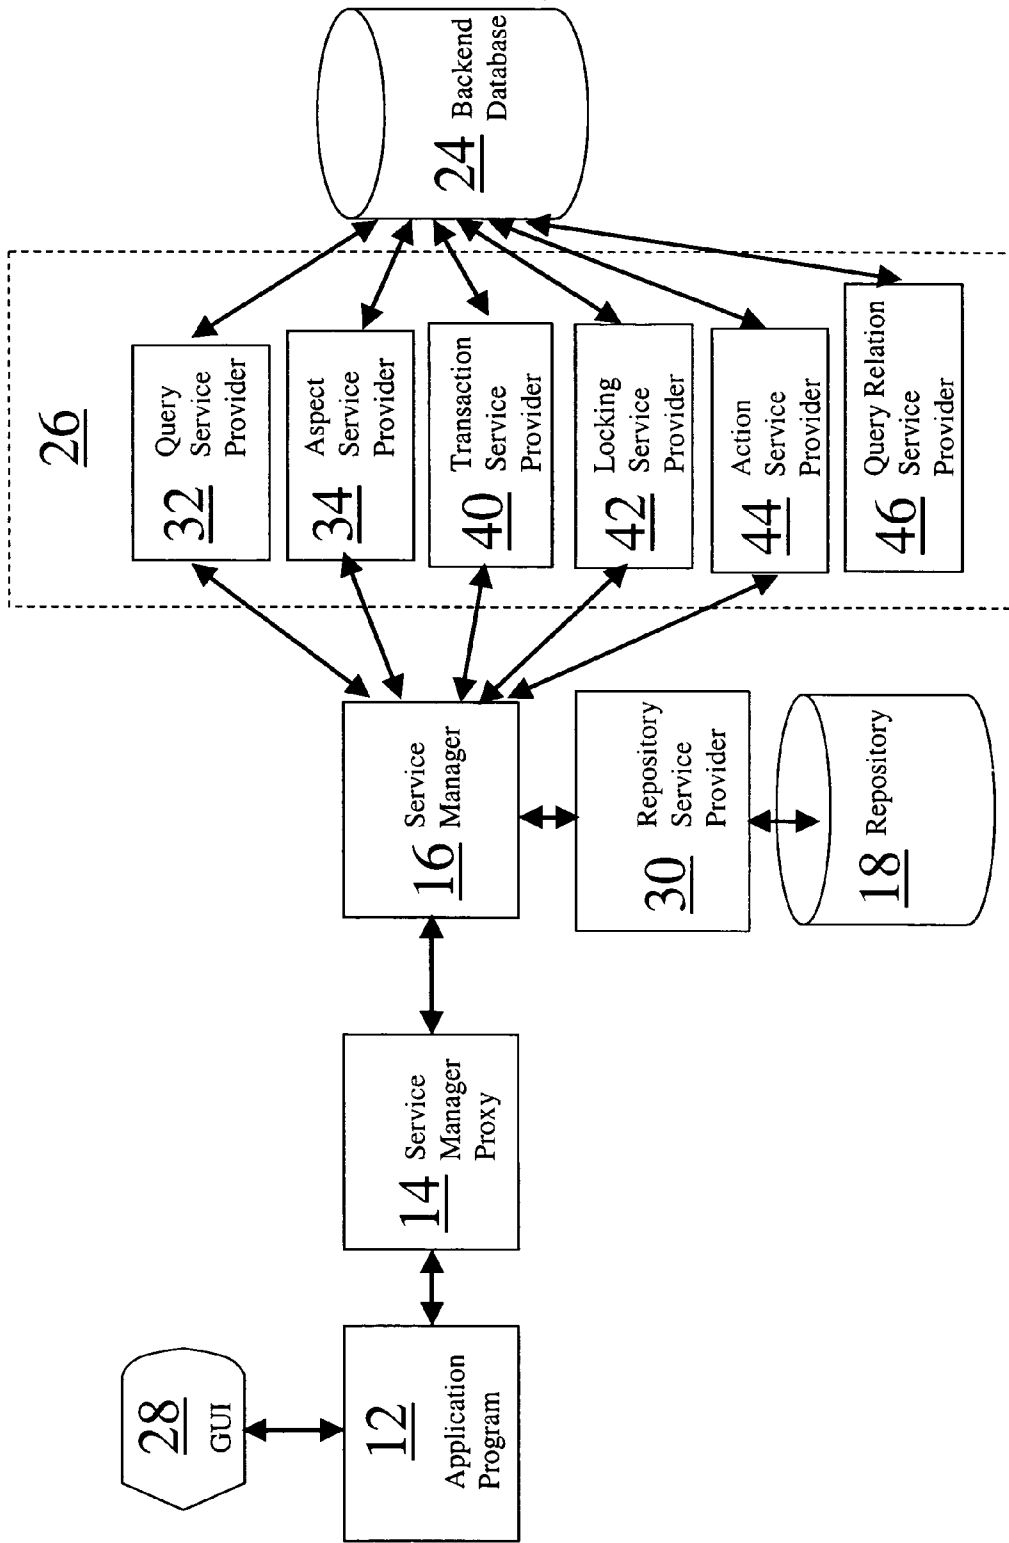 28
GUI
12
Application
Program
14 Service
Manager
Proxy
16 Service
Manager
30 Repository
Service
Provider
18 Repository
26
32 Query
Service
Provider
34 Aspect
Service
Provider
40 Transaction
Service
Provider
42 Locking
Service
Provider
44 Action
Service
Provider
46 Query Relation
Service
Provider
24 Backend
Database